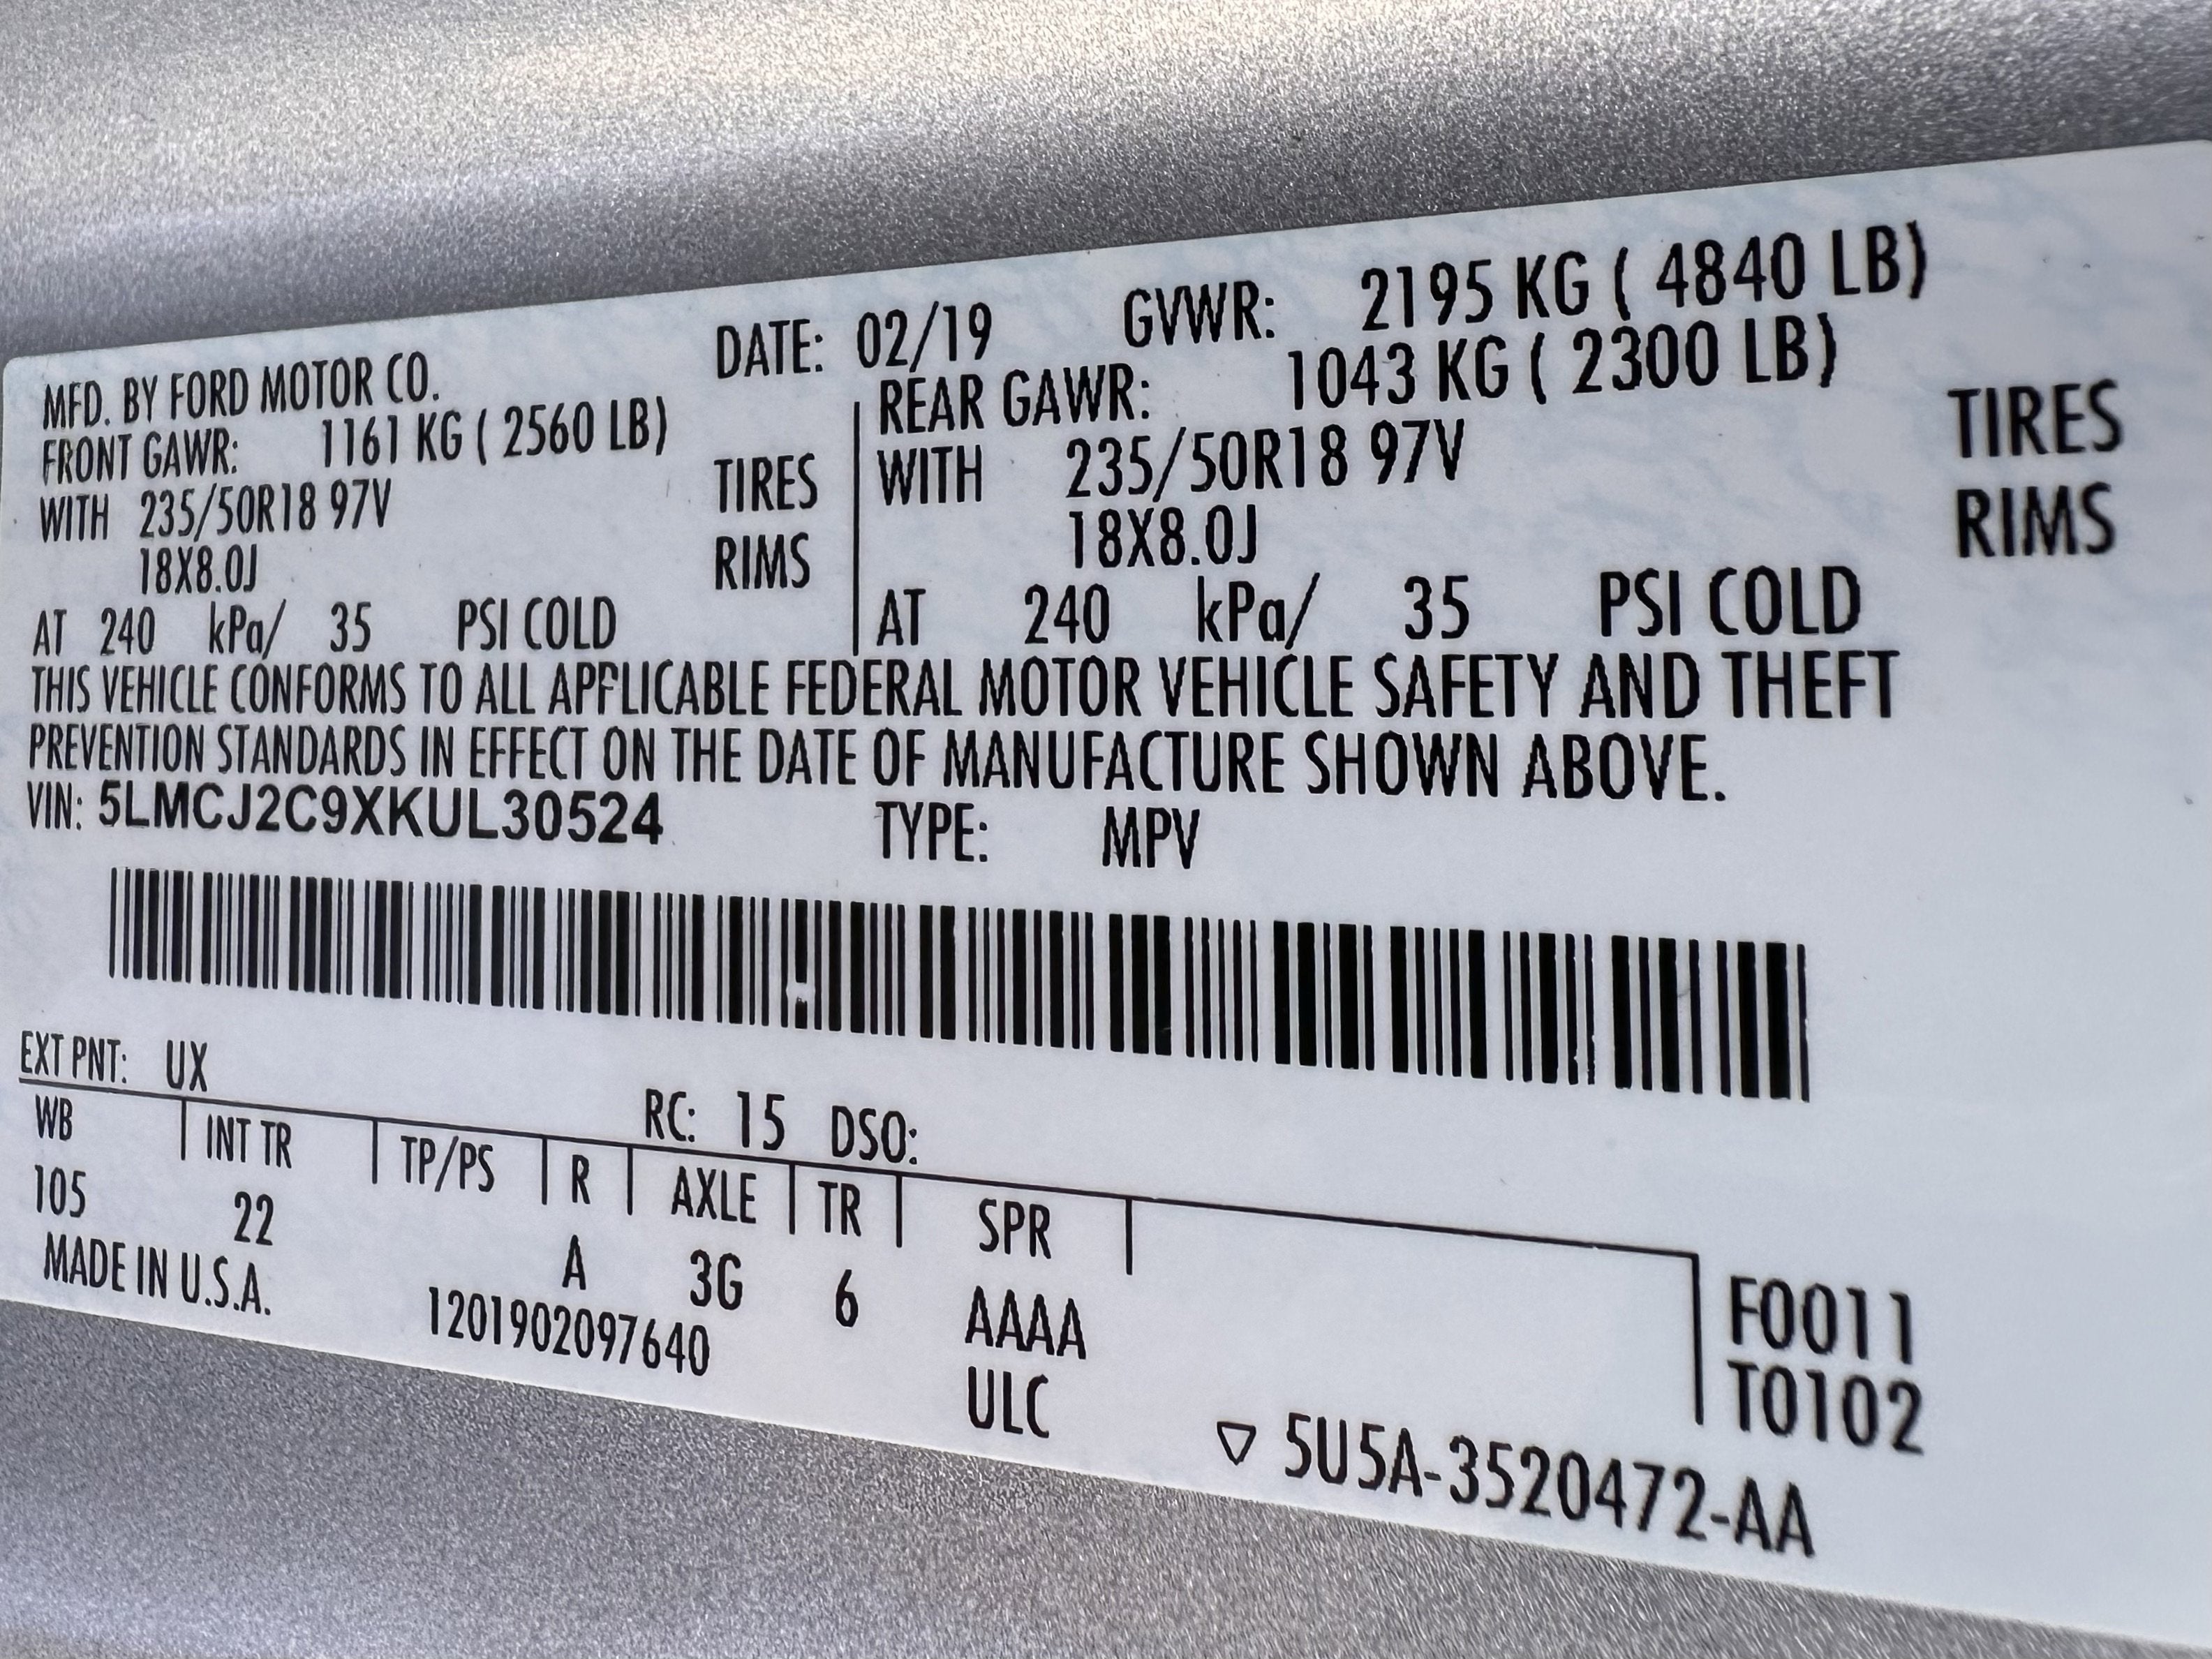 MFD. BY FORD MOTOR CO. DATE: 02/19 GVWR: 2195 KG ( 4840 LB)
FRONT GAWR: 1161 KG ( 2560 LB) REAR GAWR: 1043 KG ( 2300 LB)
WITH 235/50R18 97V TIRES WITH 235/50R18 97V TIRES
18X8.0J RIMS 18X8.0J RIMS
AT 240 kPa/ 35 PSI COLD AT 240 kPa/ 35 PSI COLD
THIS VEHICLE CONFORMS TO ALL APPLICABLE FEDERAL MOTOR VEHICLE SAFETY AND THEFT
PREVENTION STANDARDS IN EFFECT ON THE DATE OF MANUFACTURE SHOWN ABOVE.
VIN: 5LMCJ2C9XKUL30524 TYPE: MPV
EXT PNT: UX RC: 15 DSO:
WB INT TR TP/PS R AXLE TR SPR
105 22 A 3G 6 AAAA F0011
MADE IN U.S.A. 1201902097640 ULC T0102
▽ 5U5A-3520472-AA